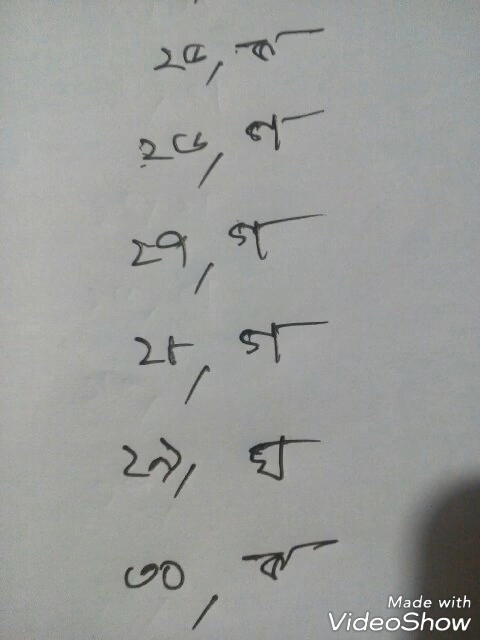 ২৫, ক
২৬, গ
২৭, গ
২৮, গ
২৯, ঘ
৩০, ক
Made with
VideoShow